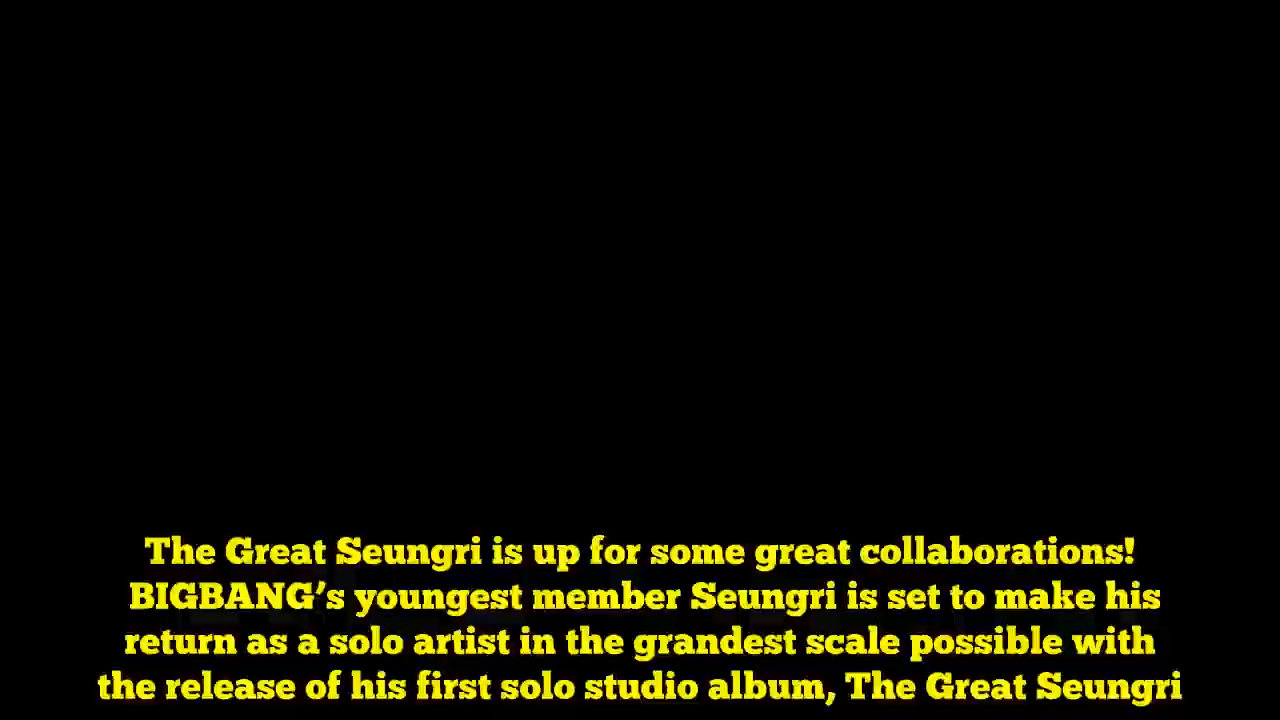 The Great Seungri is up for some great collaborations!
BIGBANG’s youngest member Seungri is set to make his
return as a solo artist in the grandest scale possible with
the release of his first solo studio album, The Great Seungri